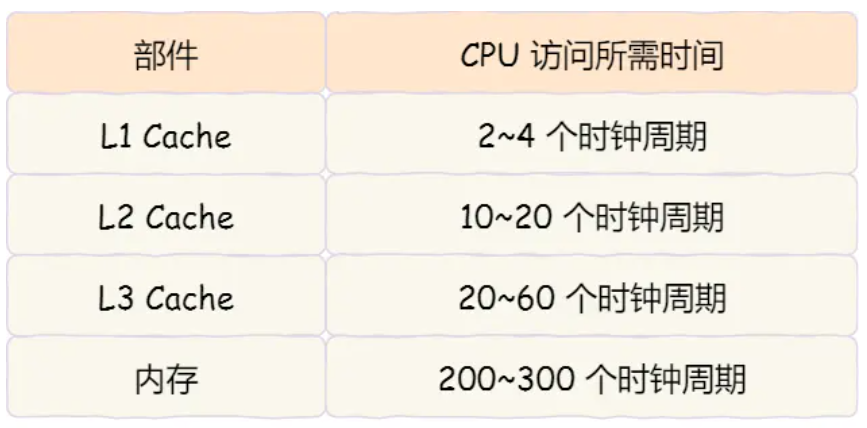 部件 CPU 访问所需时间
L1 Cache 2~4 个时钟周期
L2 Cache 10~20 个时钟周期
L3 Cache 20~60 个时钟周期
内存 200~300 个时钟周期